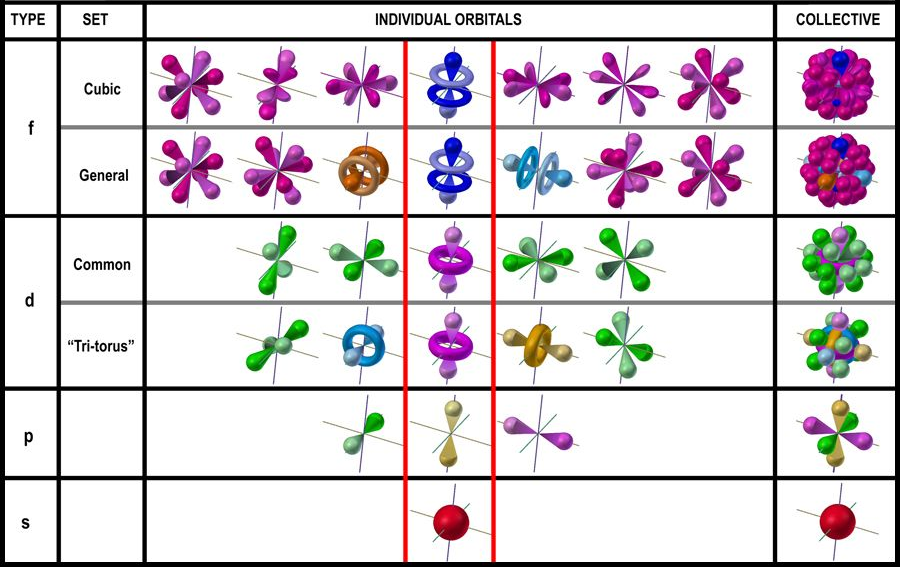 TYPE SET INDIVIDUAL ORBITALS COLLECTIVE
f
Cubic
General
d
Common
“Tri-torus”
p
s